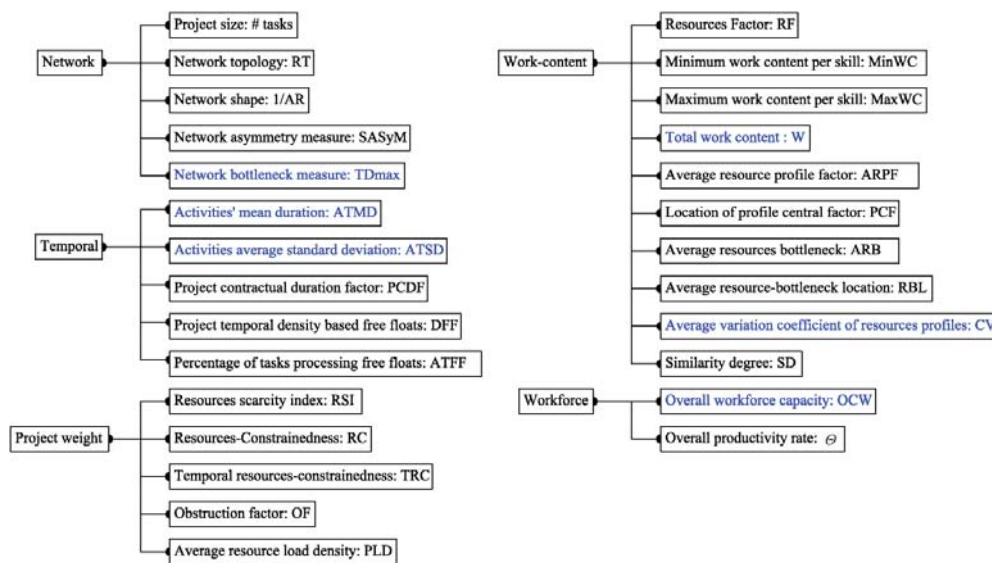 Network
Project size: # tasks
Network topology: RT
Network shape: 1/AR
Network asymmetry measure: SASyM
Network bottleneck measure: TDmax
Temporal
Activities' mean duration: ATMD
Activities average standard deviation: ATSD
Project contractual duration factor: PCDF
Project temporal density based free floats: DFF
Percentage of tasks processing free floats: ATFF
Project weight
Resources scarcity index: RSI
Resources-Constrainedness: RC
Temporal resources-constrainedness: TRC
Obstruction factor: OF
Average resource load density: PLD
Work-content
Resources Factor: RF
Minimum work content per skill: MinWC
Maximum work content per skill: MaxWC
Total work content : W
Average resource profile factor: ARPF
Location of profile central factor: PCF
Average resources bottleneck: ARB
Average resource-bottleneck location: RBL
Average variation coefficient of resources profiles: CV
Similarity degree: SD
Workforce
Overall workforce capacity: OCW
Overall productivity rate: Θ